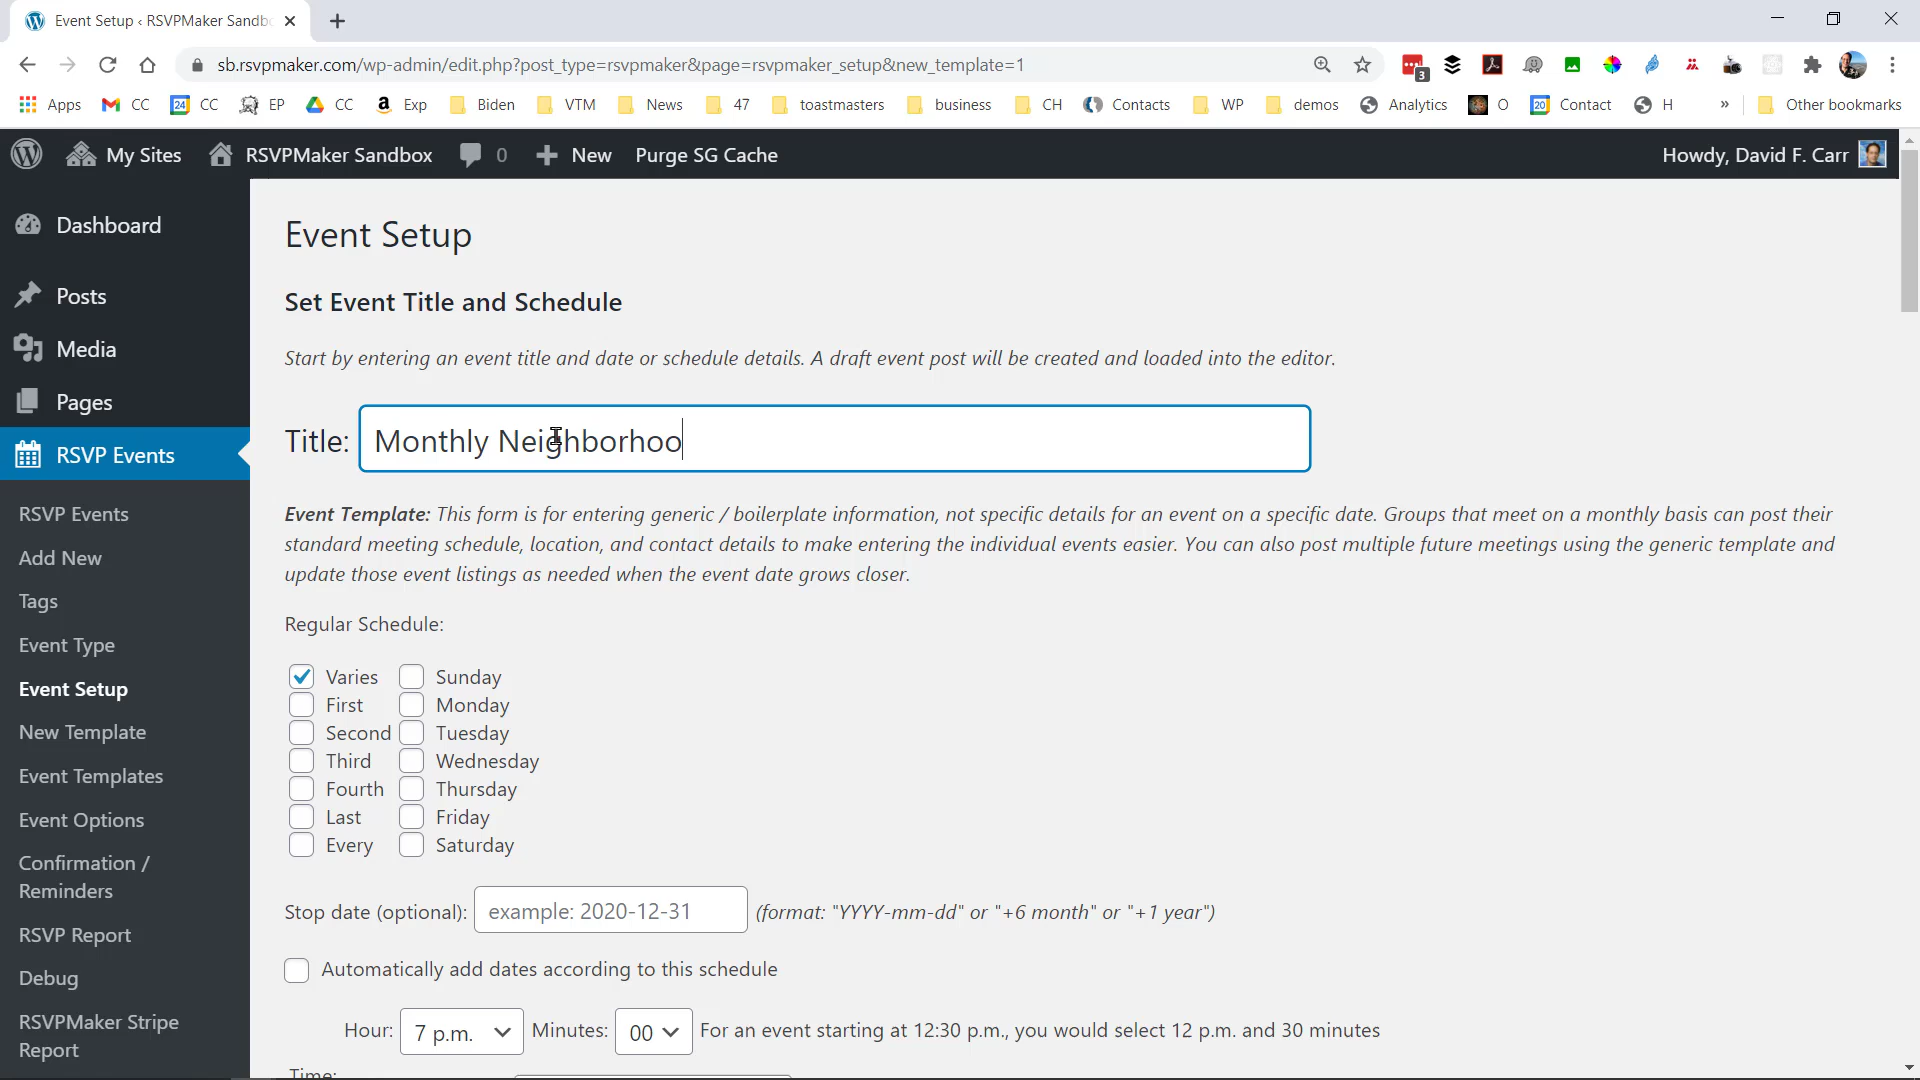 Event Setup ‹ RSVPMaker Sandb
sb.rsvpmaker.com/wp-admin/edit.php?post_type=rsvpmaker&page=rsvpmaker_setup&new_template=1
3
Apps CC 24 CC EP CC a Exp Biden VTM News 47 toastmasters business CH Contacts WP demos Analytics O 20 Contact H » Other bookmarks
My Sites RSVPMaker Sandbox 0 New Purge SG Cache Howdy, David F. Carr
Dashboard
Posts
Media
Pages
RSVP Events
RSVP Events
Add New
Tags
Event Type
Event Setup
New Template
Event Templates
Event Options
Confirmation /
Reminders
RSVP Report
Debug
RSVPMaker Stripe
Report
Event Setup
Set Event Title and Schedule
Start by entering an event title and date or schedule details. A draft event post will be created and loaded into the editor.
Title: Monthly Neighborhoo
Event Template: This form is for entering generic / boilerplate information, not specific details for an event on a specific date. Groups that meet on a monthly basis can post their
standard meeting schedule, location, and contact details to make entering the individual events easier. You can also post multiple future meetings using the generic template and
update those event listings as needed when the event date grows closer.
Regular Schedule:
Varies Sunday
First Monday
Second Tuesday
Third Wednesday
Fourth Thursday
Last Friday
Every Saturday
Stop date (optional): example: 2020-12-31 (format: "YYYY-mm-dd" or "+6 month" or "+1 year")
Automatically add dates according to this schedule
Hour: 7 p.m. Minutes: 00 For an event starting at 12:30 p.m., you would select 12 p.m. and 30 minutes
Time: